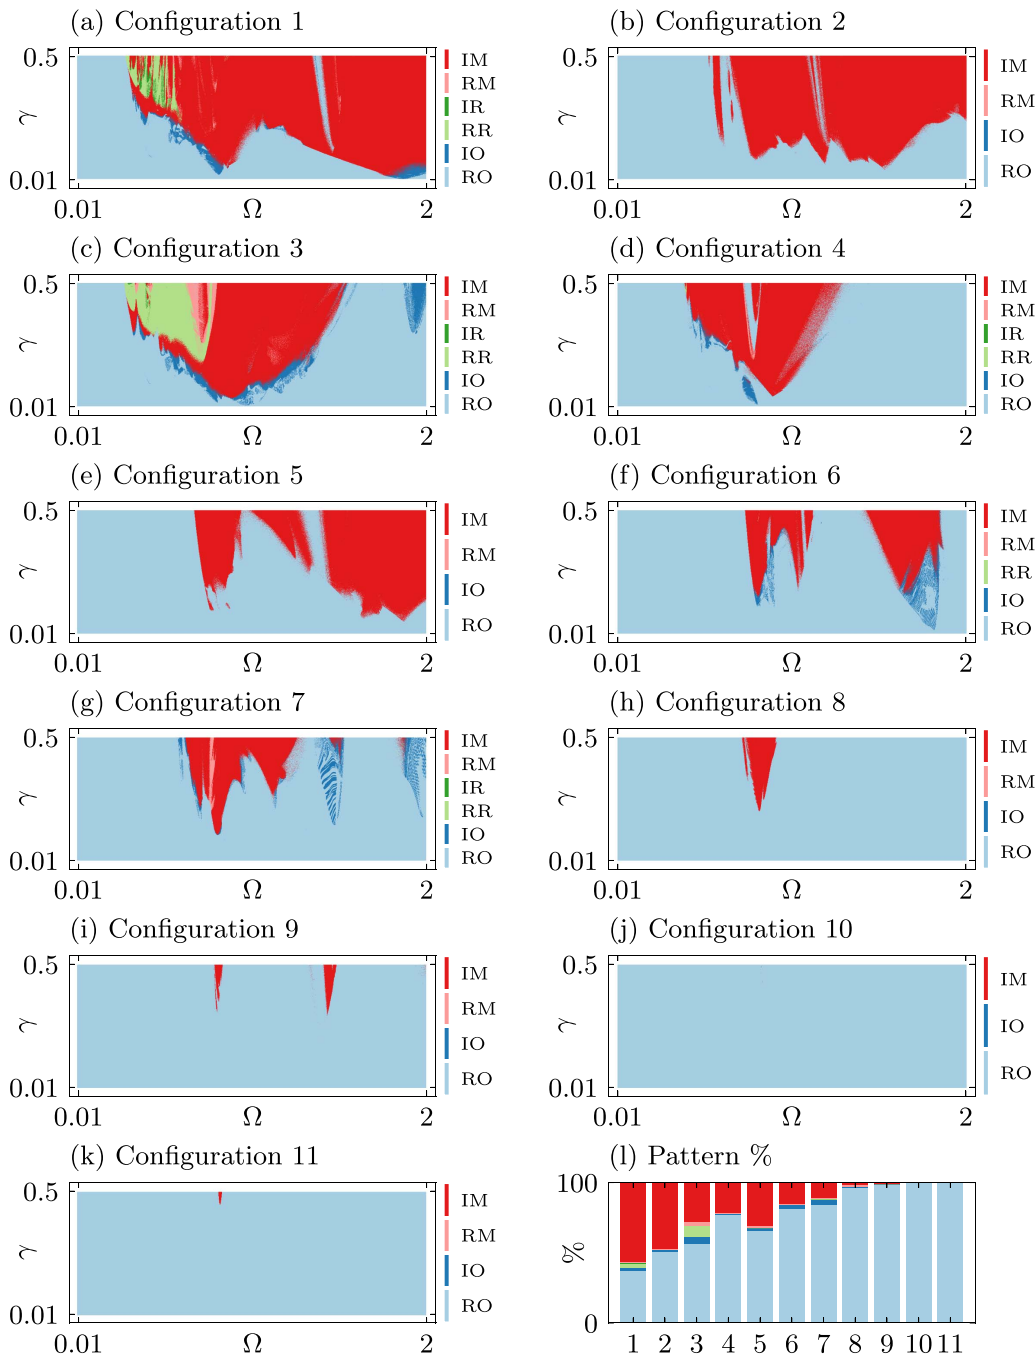 (a) Configuration 1
0.5
γ
0.01
0.01
Ω
2
IM
RM
IR
RR
IO
RO
(b) Configuration 2
0.5
γ
0.01
0.01
Ω
2
IM
RM
IO
RO
(c) Configuration 3
0.5
γ
0.01
0.01
Ω
2
IM
RM
IR
RR
IO
RO
(d) Configuration 4
0.5
γ
0.01
0.01
Ω
2
IM
RM
IR
RR
IO
RO
(e) Configuration 5
0.5
γ
0.01
0.01
Ω
2
IM
RM
IO
RO
(f) Configuration 6
0.5
γ
0.01
0.01
Ω
2
IM
RM
RR
IO
RO
(g) Configuration 7
0.5
γ
0.01
0.01
Ω
2
IM
RM
IR
RR
IO
RO
(h) Configuration 8
0.5
γ
0.01
0.01
Ω
2
IM
RM
IO
RO
(i) Configuration 9
0.5
γ
0.01
0.01
Ω
2
IM
RM
IO
RO
(j) Configuration 10
0.5
γ
0.01
0.01
Ω
2
IM
IO
RO
(k) Configuration 11
0.5
γ
0.01
0.01
Ω
2
IM
RM
IO
RO
(l) Pattern %
100
%
0
1 2 3 4 5 6 7 8 9 10 11